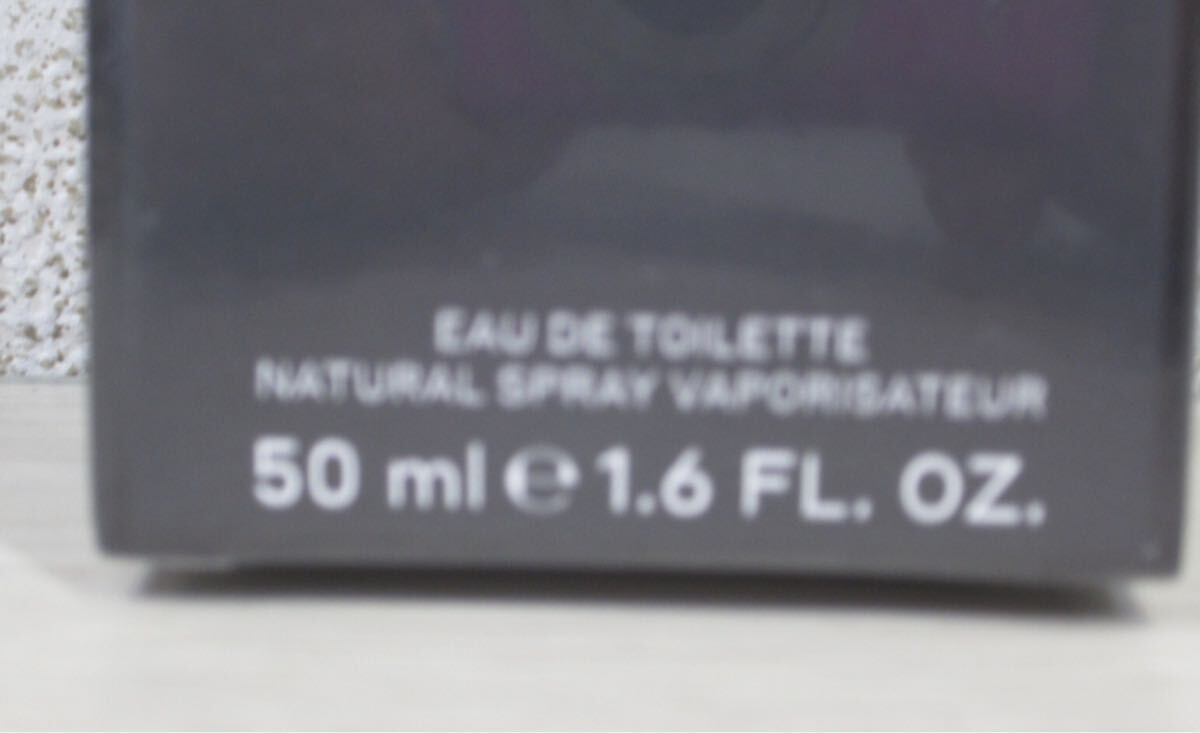 EAU DE TOILETTE
NATURAL SPRAY VAPORISATEUR
50 ml ℮ 1.6 FL. OZ.